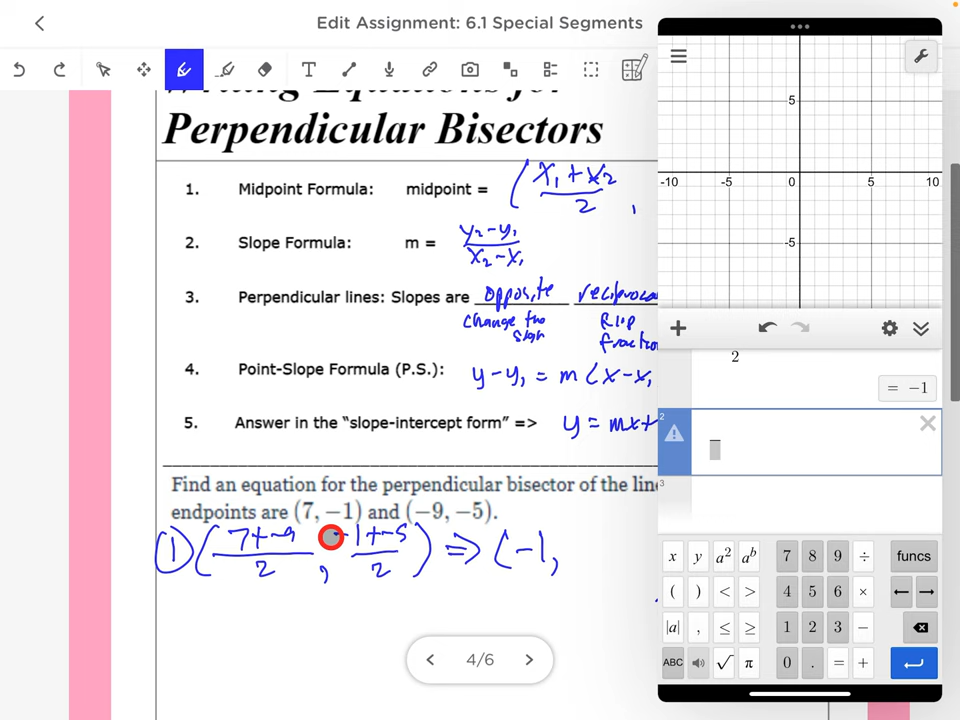 Edit Assignment: 6.1 Special Segments
Perpendicular Bisectors
1. Midpoint Formula: midpoint = ( x₁ + x₂ / 2 ,
2. Slope Formula: m = y₂-y₁ / x₂-x₁
3. Perpendicular lines: Slopes are opposite reciprocal
change the sign
flip fraction
4. Point-Slope Formula (P.S.): y-y₁ = m (x-x₁
5. Answer in the “slope-intercept form” => y = mx+
Find an equation for the perpendicular bisector of the line
endpoints are (7, −1) and (−9, −5).
① ( 7+-9 / 2 , -1+-5 / 2 ) => (-1,
4/6
5
-10 -5 0 5 10
-5
2
= −1
2
3
x y a² aᵇ 7 8 9 ÷ funcs
( ) < > 4 5 6 × ← →
|a| , ≤ ≥ 1 2 3 −
ABC √ π 0 . = +